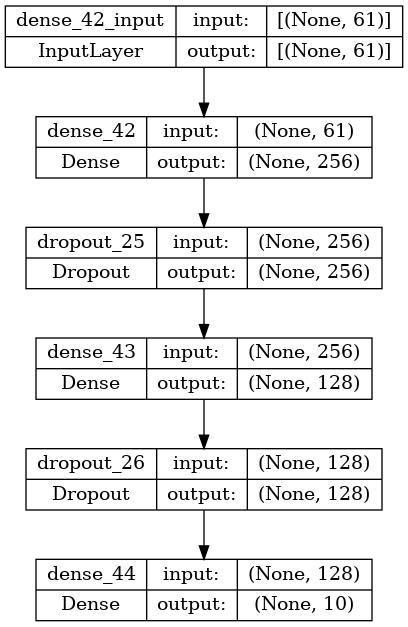 dense_42_input input: [(None, 61)]
InputLayer output: [(None, 61)]
dense_42 input: (None, 61)
Dense output: (None, 256)
dropout_25 input: (None, 256)
Dropout output: (None, 256)
dense_43 input: (None, 256)
Dense output: (None, 128)
dropout_26 input: (None, 128)
Dropout output: (None, 128)
dense_44 input: (None, 128)
Dense output: (None, 10)